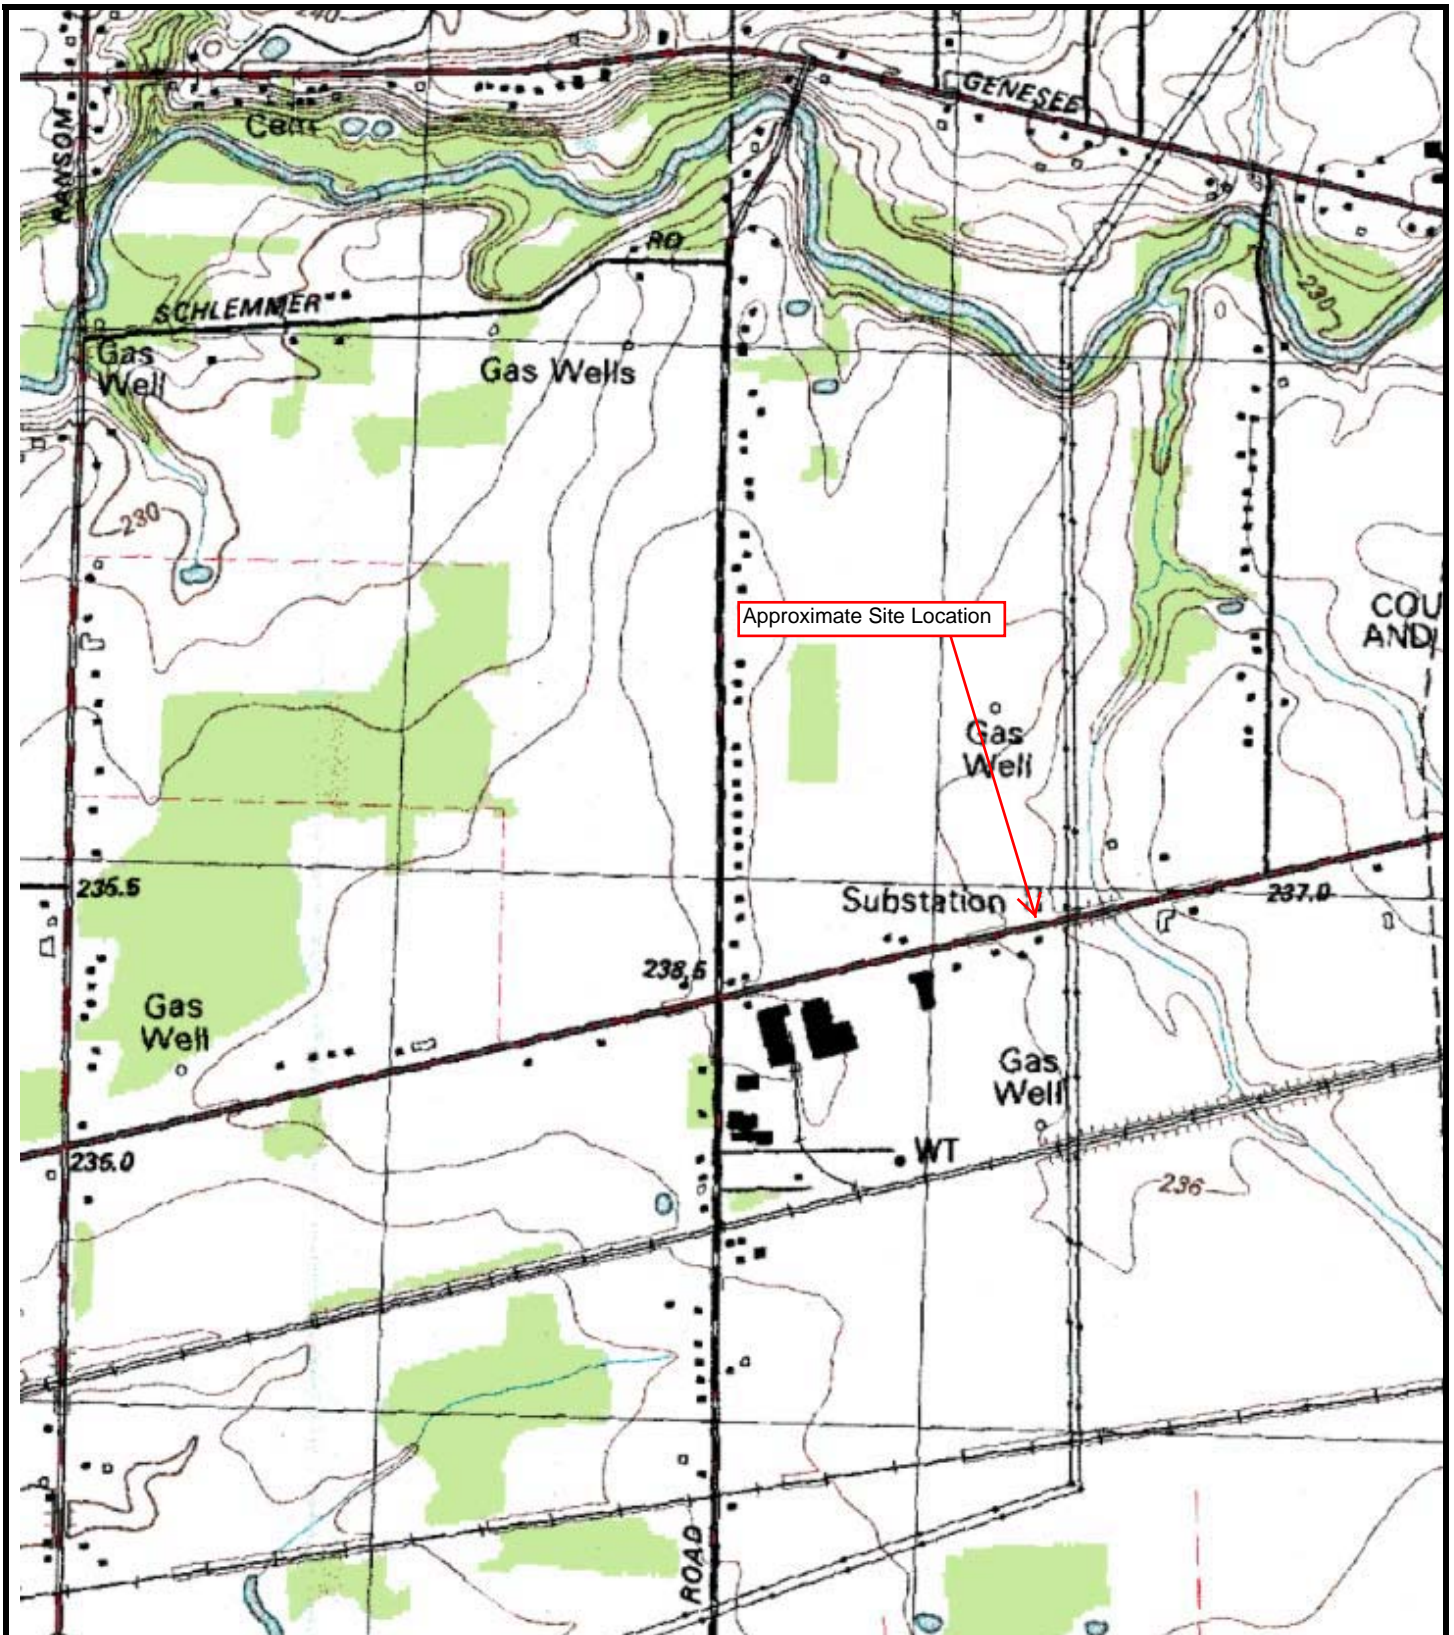 240
GENESEE
Cem
RANSOM
RD
SCHLEMMER
230
Gas
Well
Gas Wells
230
Approximate Site Location
COU
AND
Gas
Well
235.5
Substation
237.0
238.5
Gas
Well
Gas
Well
235.0
WT
236
ROAD